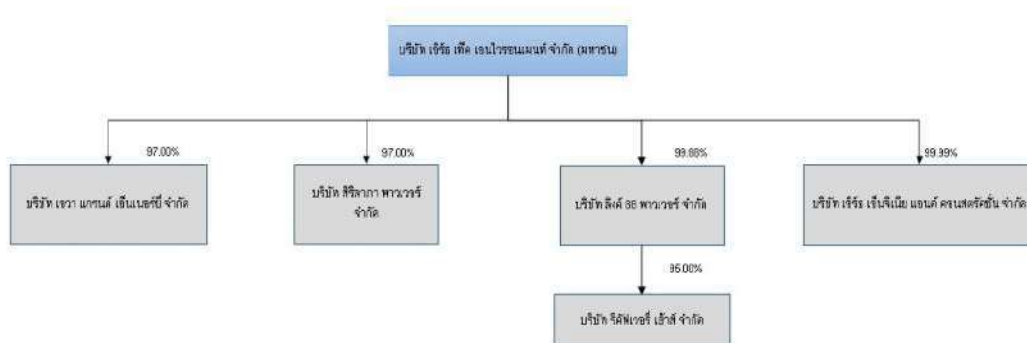 บริษัท เอิร์ธ เท็ค เอนไวรอนเมนท์ จำกัด (มหาชน)
97.00%
97.00%
99.88%
99.99%
บริษัท เอวา แกรนด์ เอ็นเนอร์ยี่ จำกัด
บริษัท สิริลาภา พาวเวอร์
จำกัด
บริษัท ลิงค์ 88 พาวเวอร์ จำกัด
บริษัท เอิร์ธ เอ็นจิเนีย แอนด์ คอนสตรัคชั่น จำกัด
95.00%
บริษัท รีคัฟเวอรี่ เฮ้าส์ จำกัด